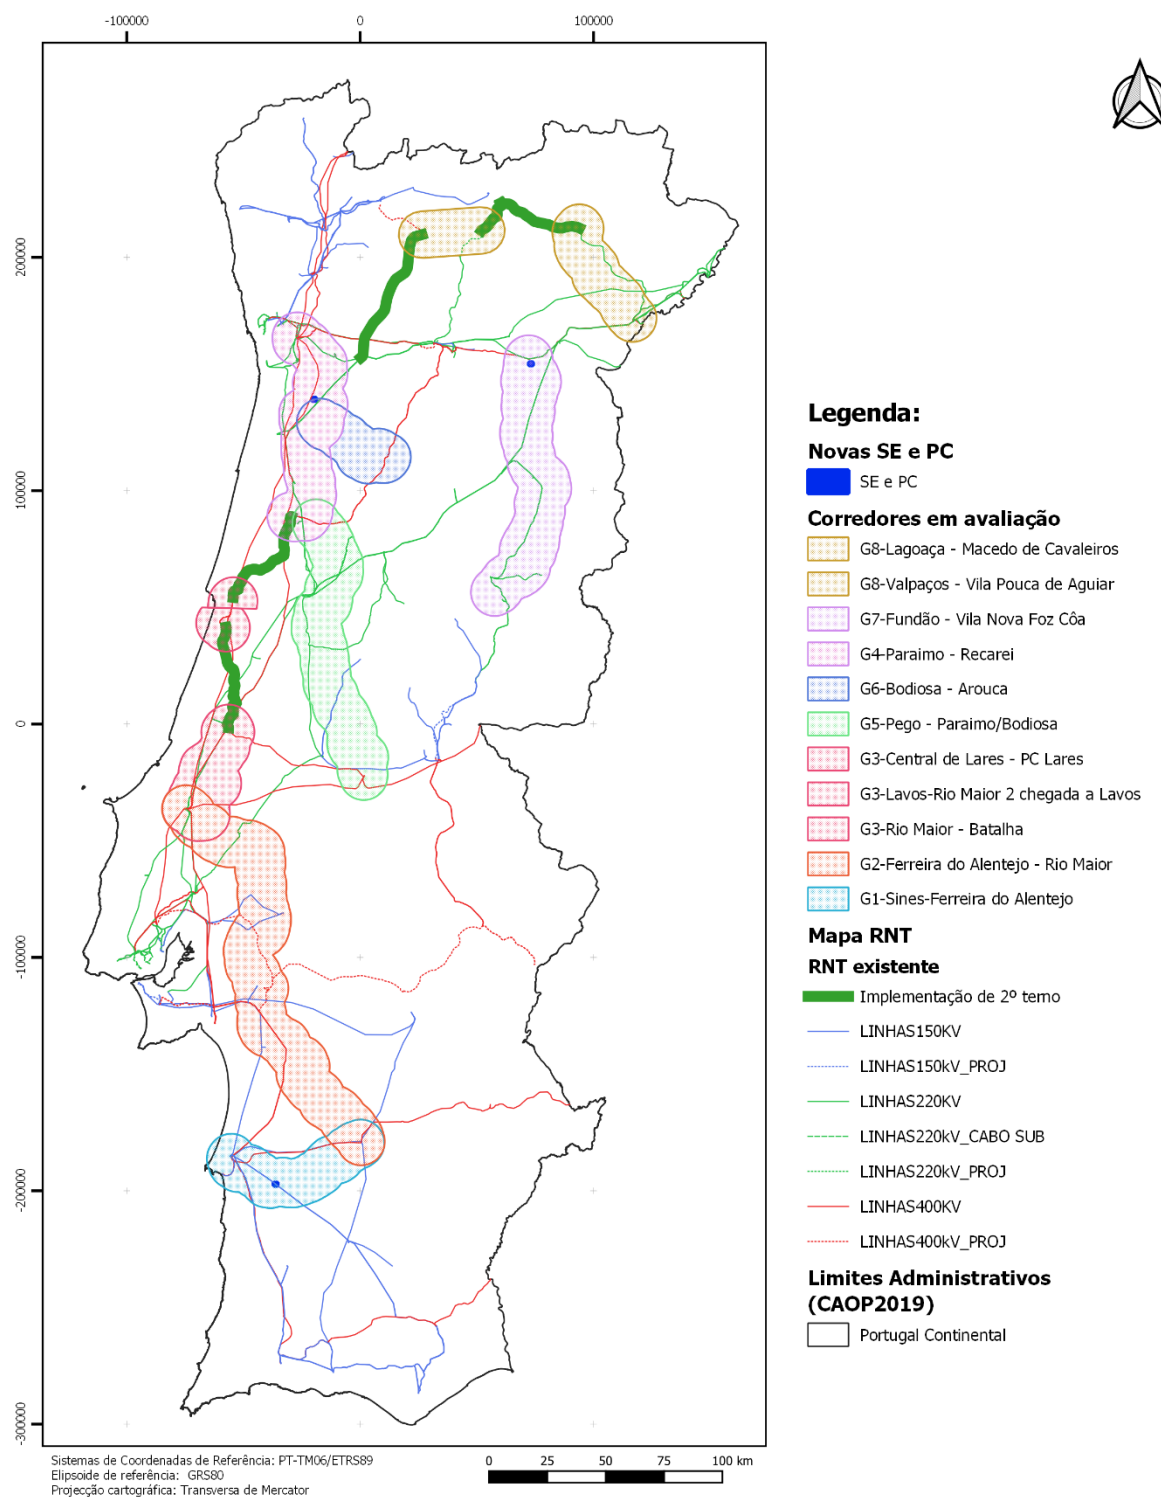 -100000
0
100000
200000
100000
0
-100000
-200000
-300000
Legenda:
Novas SE e PC
SE e PC
Corredores em avaliação
G8-Lagoaça - Macedo de Cavaleiros
G8-Valpaços - Vila Pouca de Aguiar
G7-Fundão - Vila Nova Foz Côa
G4-Paraimo - Recarei
G6-Bodiosa - Arouca
G5-Pego - Paraimo/Bodiosa
G3-Central de Lares - PC Lares
G3-Lavos-Rio Maior 2 chegada a Lavos
G3-Rio Maior - Batalha
G2-Ferreira do Alentejo - Rio Maior
G1-Sines-Ferreira do Alentejo
Mapa RNT
RNT existente
Implementação de 2º terno
LINHAS150KV
LINHAS150kV_PROJ
LINHAS220KV
LINHAS220kV_CABO SUB
LINHAS220kV_PROJ
LINHAS400KV
LINHAS400kV_PROJ
Limites Administrativos
(CAOP2019)
Portugal Continental
Sistemas de Coordenadas de Referência: PT-TM06/ETRS89
Elipsoide de referência: GRS80
Projecção cartográfica: Transversa de Mercator
0 25 50 75 100 km